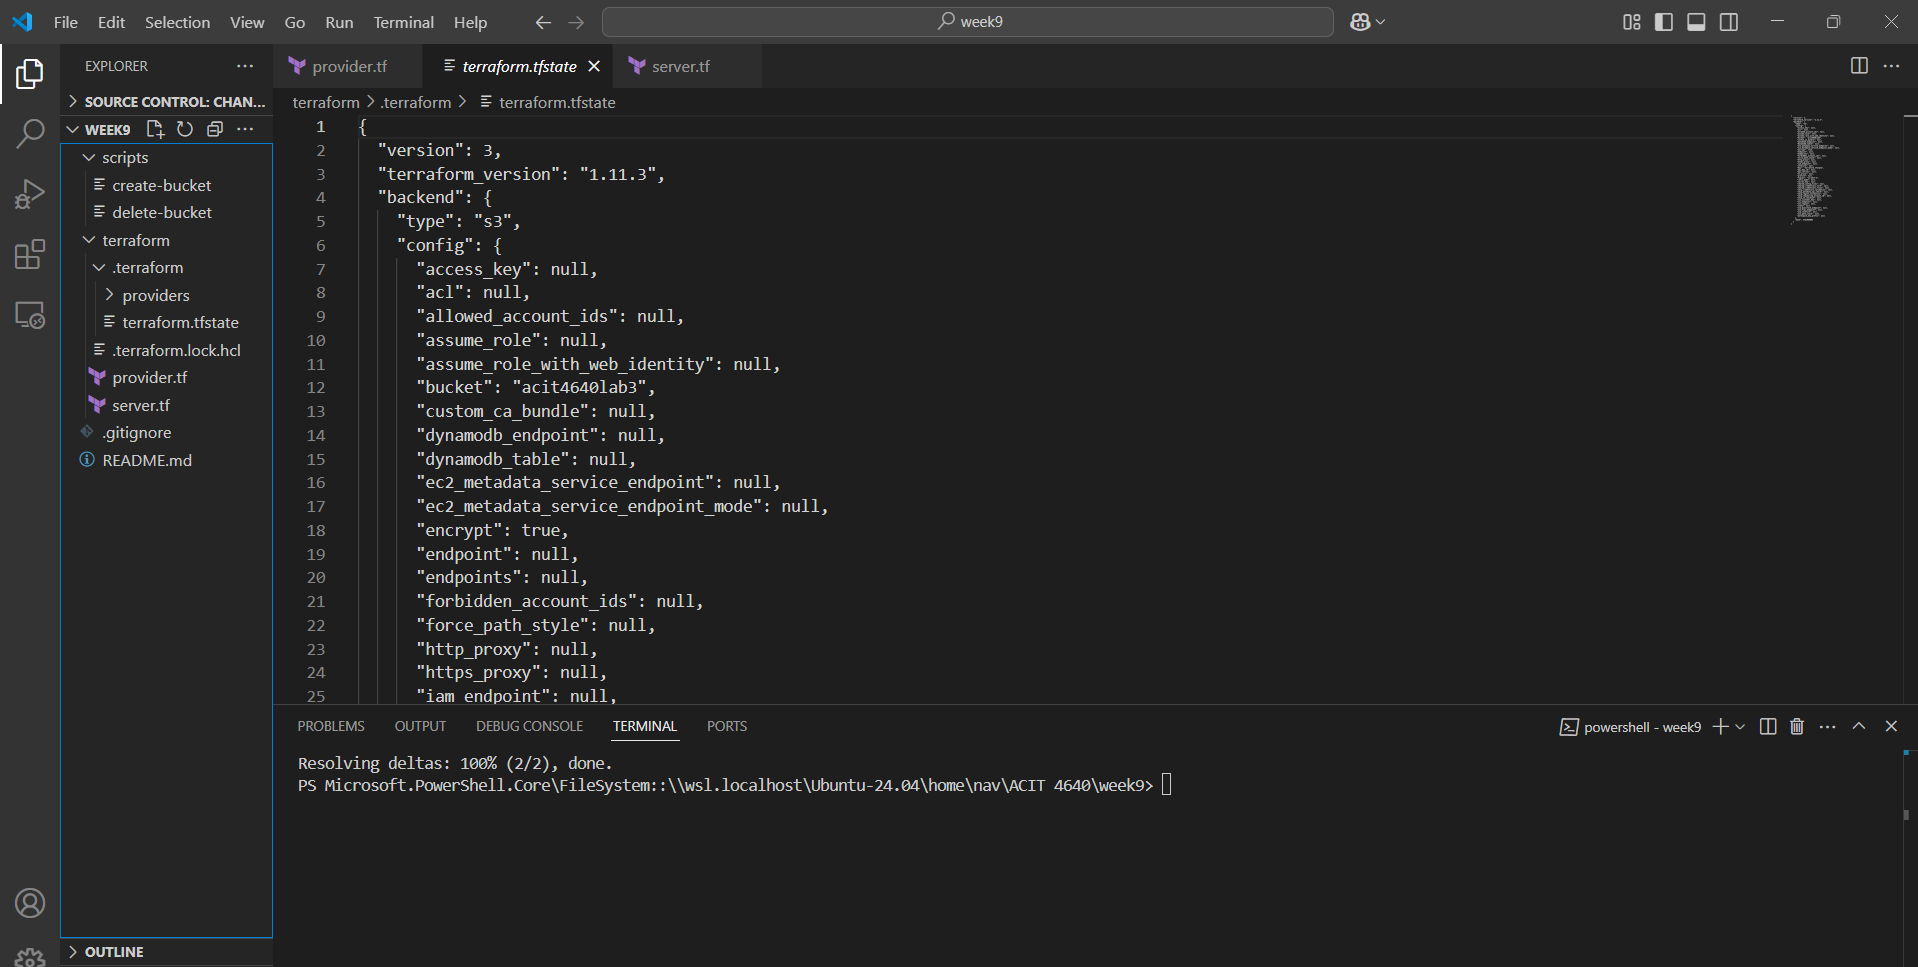 File Edit Selection View Go Run Terminal Help
week9
EXPLORER
SOURCE CONTROL: CHAN...
WEEK9
scripts
create-bucket
delete-bucket
terraform
.terraform
providers
terraform.tfstate
.terraform.lock.hcl
provider.tf
server.tf
.gitignore
README.md
OUTLINE
provider.tf terraform.tfstate server.tf
terraform > .terraform > terraform.tfstate
1 {
2 "version": 3,
3 "terraform_version": "1.11.3",
4 "backend": {
5 "type": "s3",
6 "config": {
7 "access_key": null,
8 "acl": null,
9 "allowed_account_ids": null,
10 "assume_role": null,
11 "assume_role_with_web_identity": null,
12 "bucket": "acit4640lab3",
13 "custom_ca_bundle": null,
14 "dynamodb_endpoint": null,
15 "dynamodb_table": null,
16 "ec2_metadata_service_endpoint": null,
17 "ec2_metadata_service_endpoint_mode": null,
18 "encrypt": true,
19 "endpoint": null,
20 "endpoints": null,
21 "forbidden_account_ids": null,
22 "force_path_style": null,
23 "http_proxy": null,
24 "https_proxy": null,
25 "iam_endpoint": null,
PROBLEMS OUTPUT DEBUG CONSOLE TERMINAL PORTS
powershell - week9
Resolving deltas: 100% (2/2), done.
PS Microsoft.PowerShell.Core\FileSystem::\\wsl.localhost\Ubuntu-24.04\home\nav\ACIT 4640\week9>